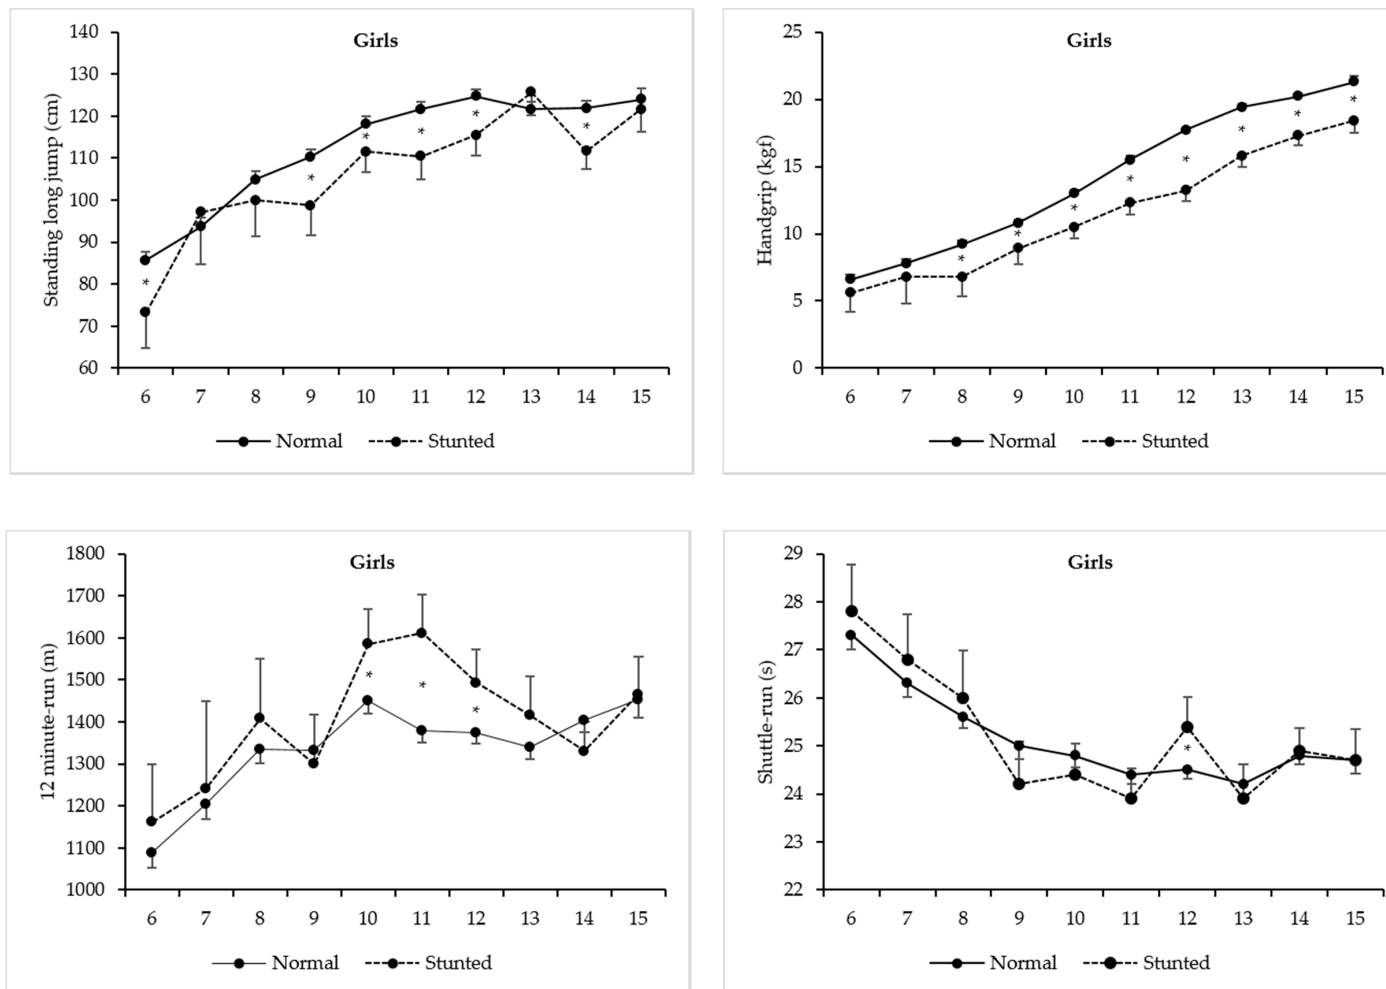 Girls
Standing long jump (cm)
140
130
120
110
100
90
80
70
60
* * * * * *
6 7 8 9 10 11 12 13 14 15
Normal Stunted
Girls
Handgrip (kgf)
25
20
15
10
5
0
* * * * * * * *
6 7 8 9 10 11 12 13 14 15
Normal Stunted
Girls
12 minute-run (m)
1800
1700
1600
1500
1400
1300
1200
1100
1000
* * *
6 7 8 9 10 11 12 13 14 15
Normal Stunted
Girls
Shuttle-run (s)
29
28
27
26
25
24
23
22
*
6 7 8 9 10 11 12 13 14 15
Normal Stunted